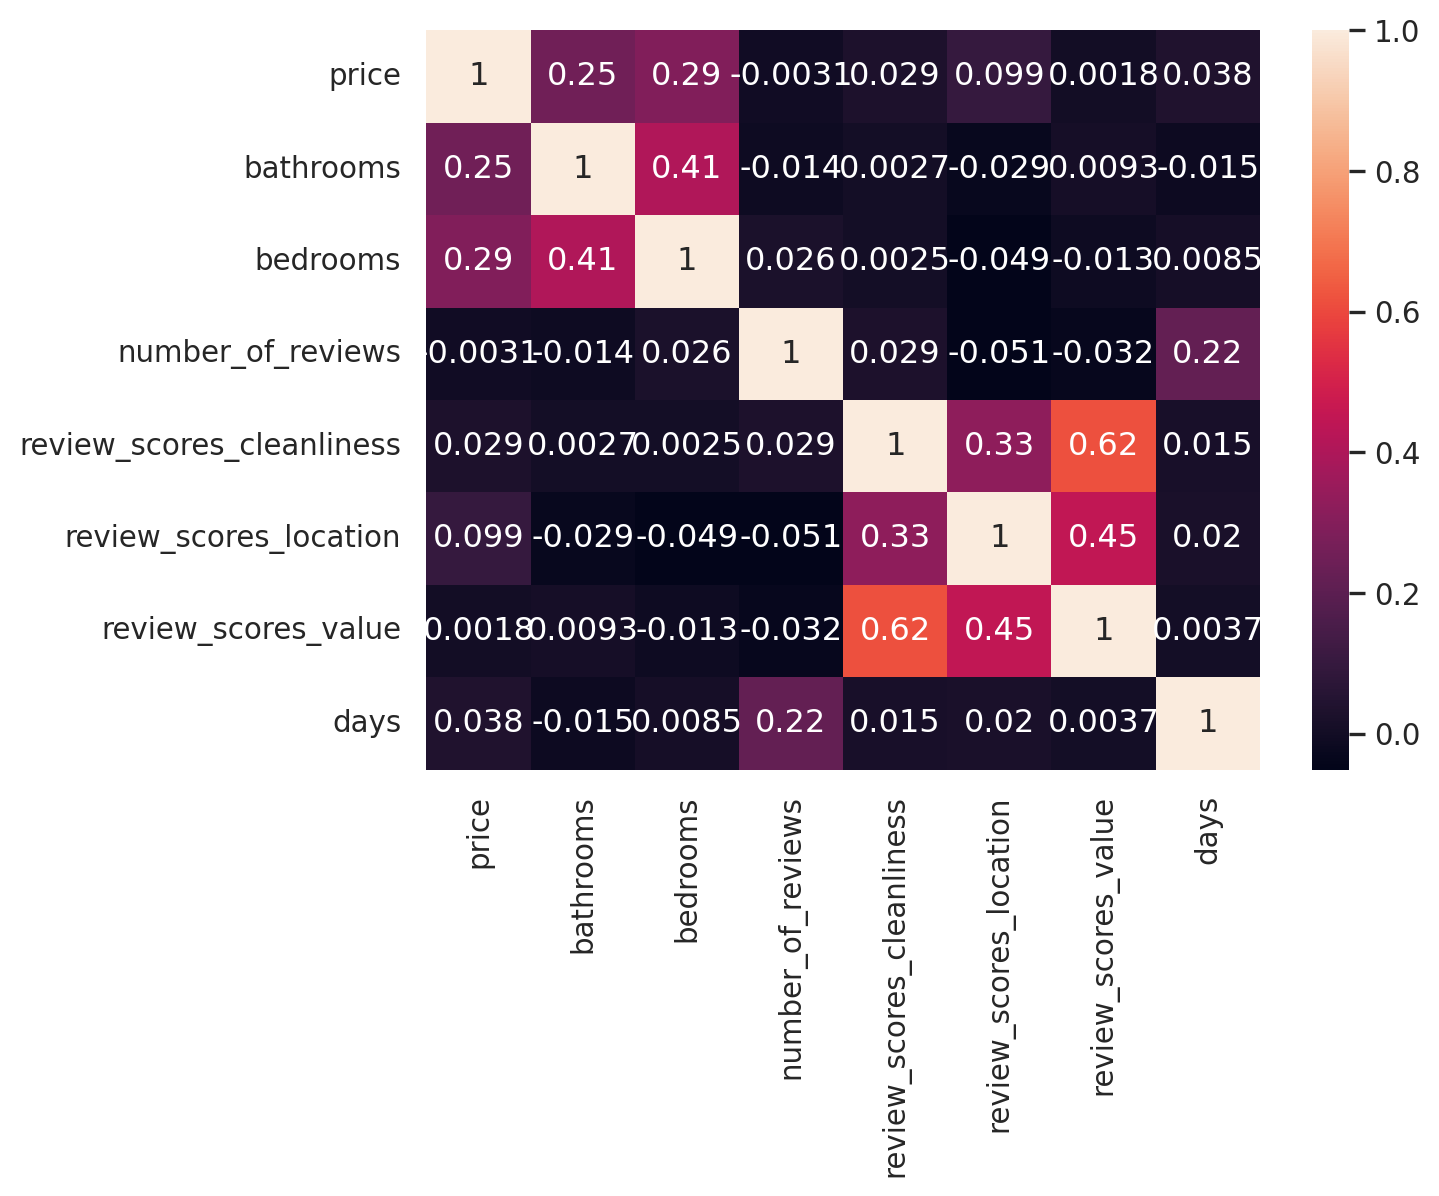 price 1 0.25 0.29 -0.0031 0.029 0.099 0.0018 0.038
bathrooms 0.25 1 0.41 -0.014 0.0027 -0.029 0.0093 -0.015
bedrooms 0.29 0.41 1 0.026 0.0025 -0.049 -0.013 0.0085
number_of_reviews -0.0031 -0.014 0.026 1 0.029 -0.051 -0.032 0.22
review_scores_cleanliness 0.029 0.0027 0.0025 0.029 1 0.33 0.62 0.015
review_scores_location 0.099 -0.029 -0.049 -0.051 0.33 1 0.45 0.02
review_scores_value 0.0018 0.0093 -0.013 -0.032 0.62 0.45 1 0.0037
days 0.038 -0.015 0.0085 0.22 0.015 0.02 0.0037 1
price
bathrooms
bedrooms
number_of_reviews
review_scores_cleanliness
review_scores_location
review_scores_value
days
1.0
0.8
0.6
0.4
0.2
0.0